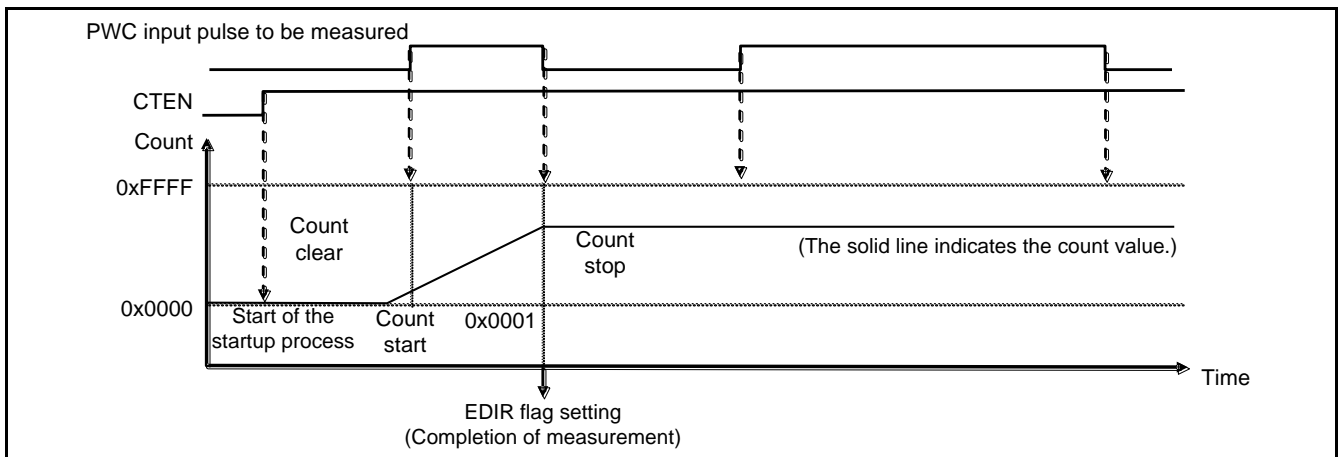 PWC input pulse to be measured
CTEN
Count
0xFFFF
Count
clear
Count
stop
(The solid line indicates the count value.)
0x0000
Start of the
startup process
Count
start
0x0001
Time
EDIR flag setting
(Completion of measurement)